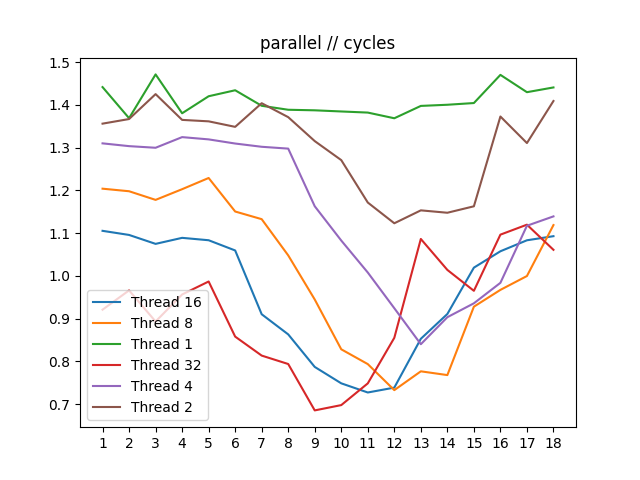 parallel // cycles
1.5
1.4
1.3
1.2
1.1
1.0
0.9
0.8
0.7
Thread 16
Thread 8
Thread 1
Thread 32
Thread 4
Thread 2
1 2 3 4 5 6 7 8 9 10 11 12 13 14 15 16 17 18